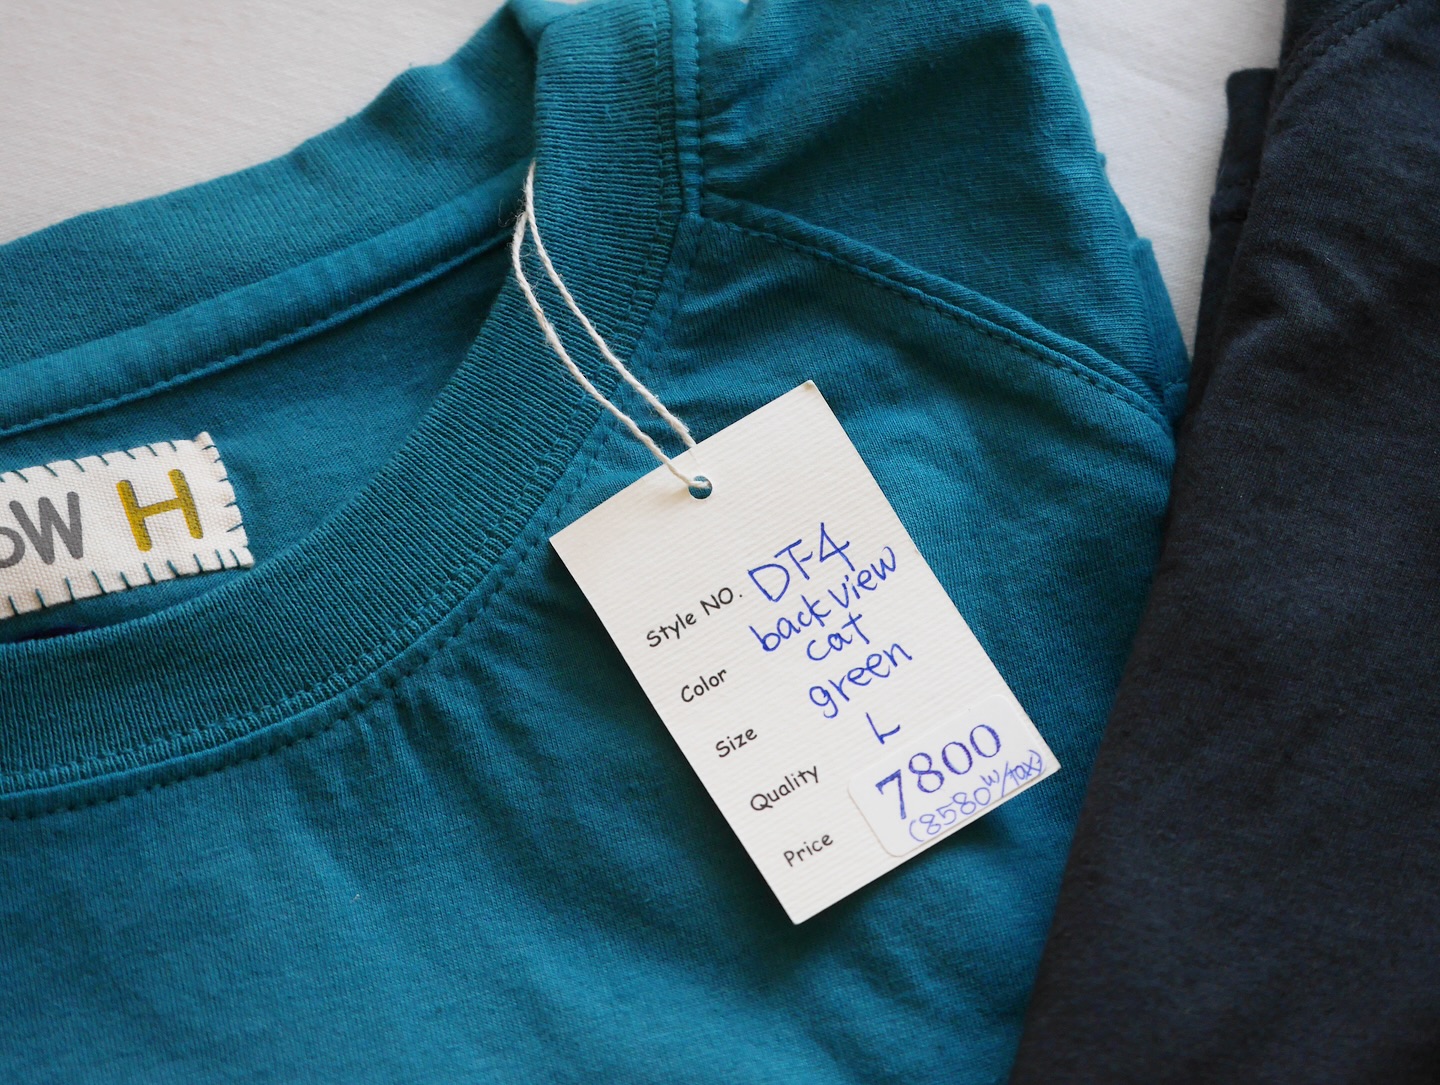 oW H
Style NO. DT-4
back view
cat
Color green
Size L
Quality
Price 7800
(8580 w/tax)